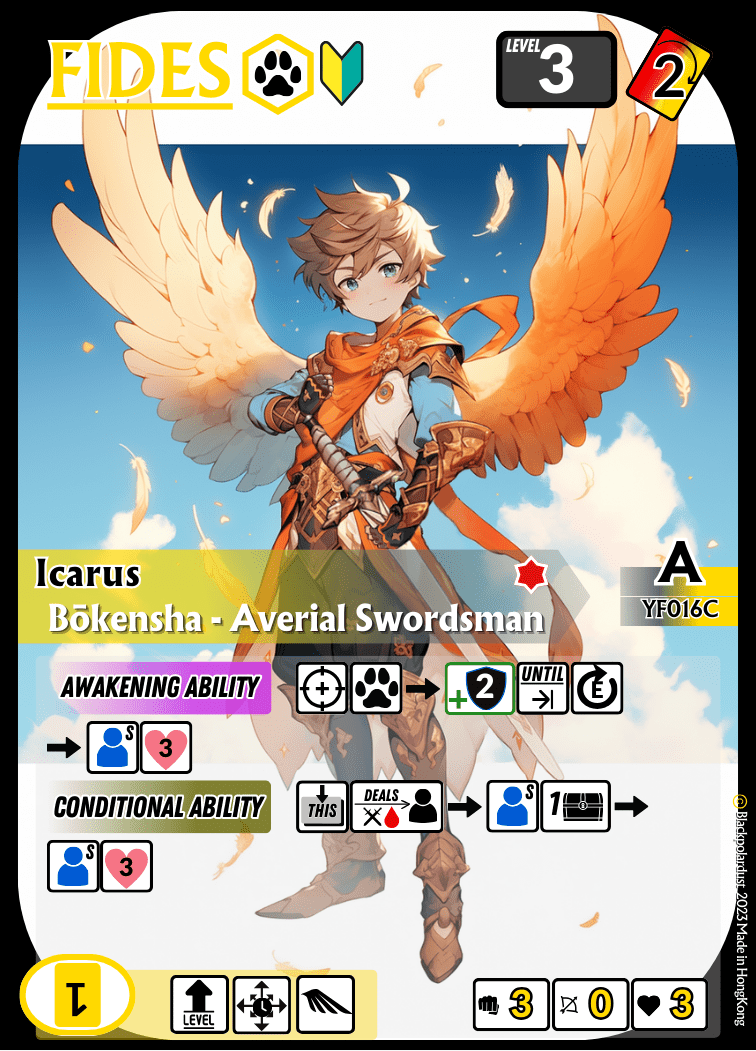 FIDES
LEVEL 3
2
Icarus
Bōkensha - Averial Swordsman
A
YF016C
AWAKENING ABILITY + 2 UNTIL E
S 3
CONDITIONAL ABILITY THIS DEALS S 1
S 3
1
LEVEL
3 0 3
© Blackpolardust 2023 Made in HongKong